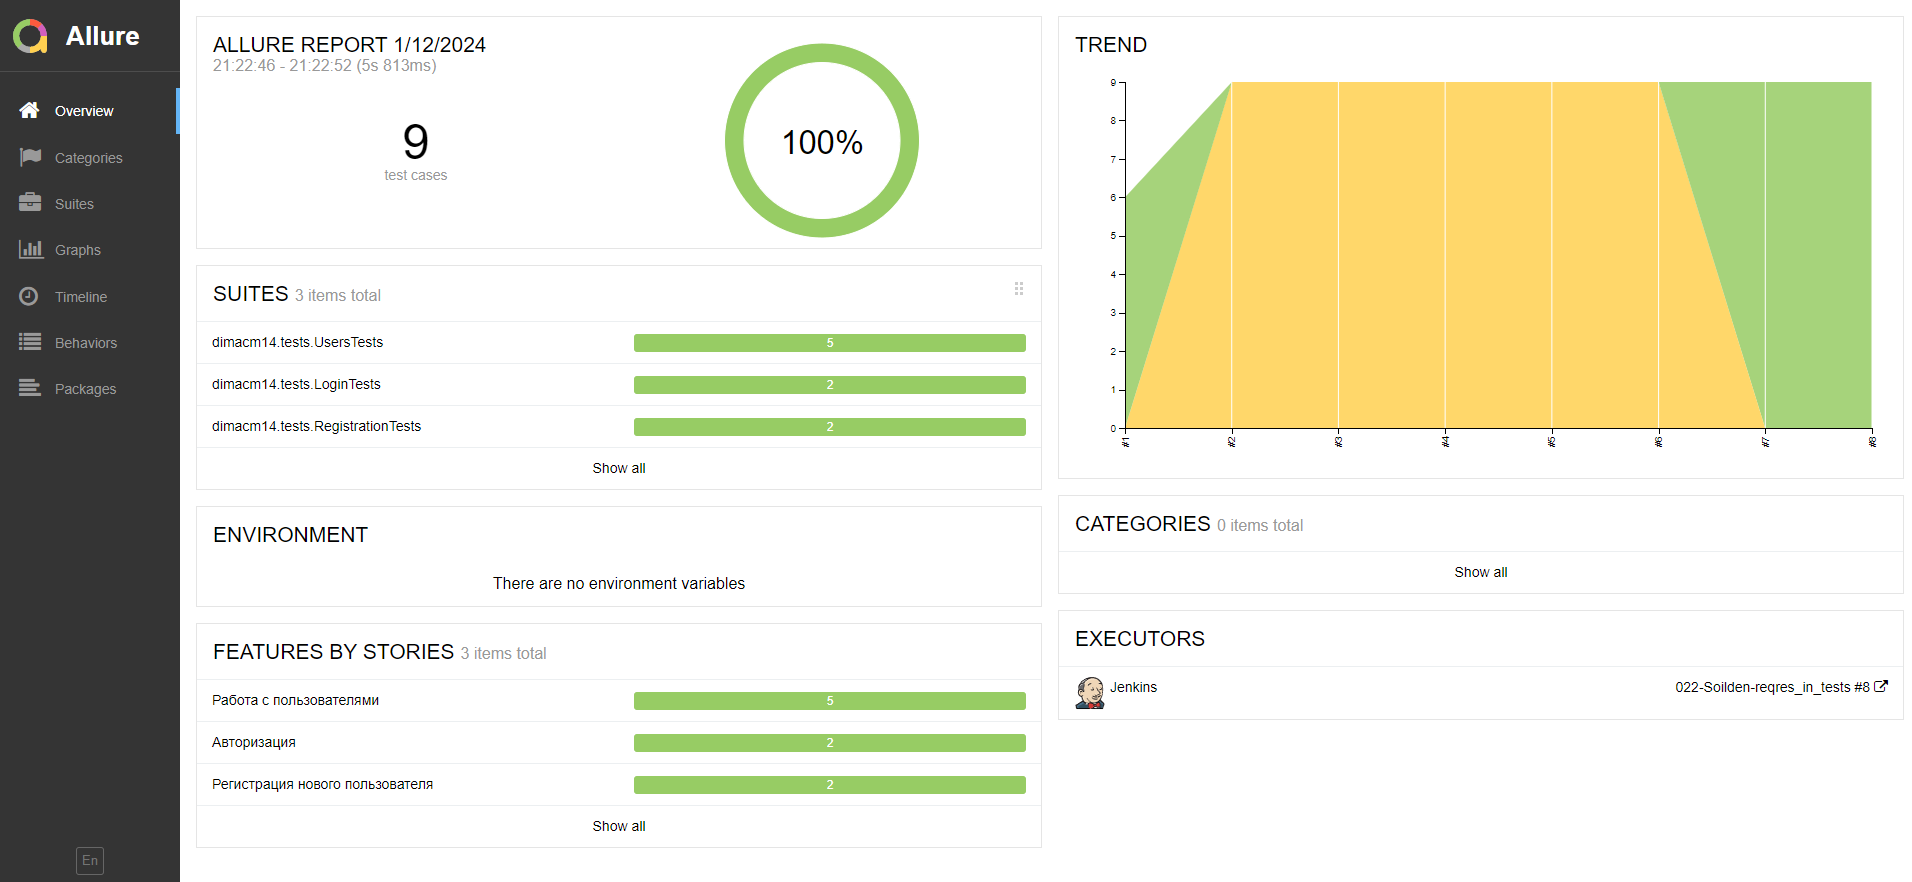 Allure
Overview
Categories
Suites
Graphs
Timeline
Behaviors
Packages
En
ALLURE REPORT 1/12/2024
21:22:46 - 21:22:52 (5s 813ms)
9
test cases
100%
SUITES 3 items total
dimacm14.tests.UsersTests 5
dimacm14.tests.LoginTests 2
dimacm14.tests.RegistrationTests 2
Show all
ENVIRONMENT
There are no environment variables
FEATURES BY STORIES 3 items total
Работа с пользователями 5
Авторизация 2
Регистрация нового пользователя 2
Show all
TREND
9
8
7
6
5
4
3
2
1
0
#1 #2 #3 #4 #5 #6 #7 #8
CATEGORIES 0 items total
Show all
EXECUTORS
Jenkins 022-Soilden-reqres_in_tests #8